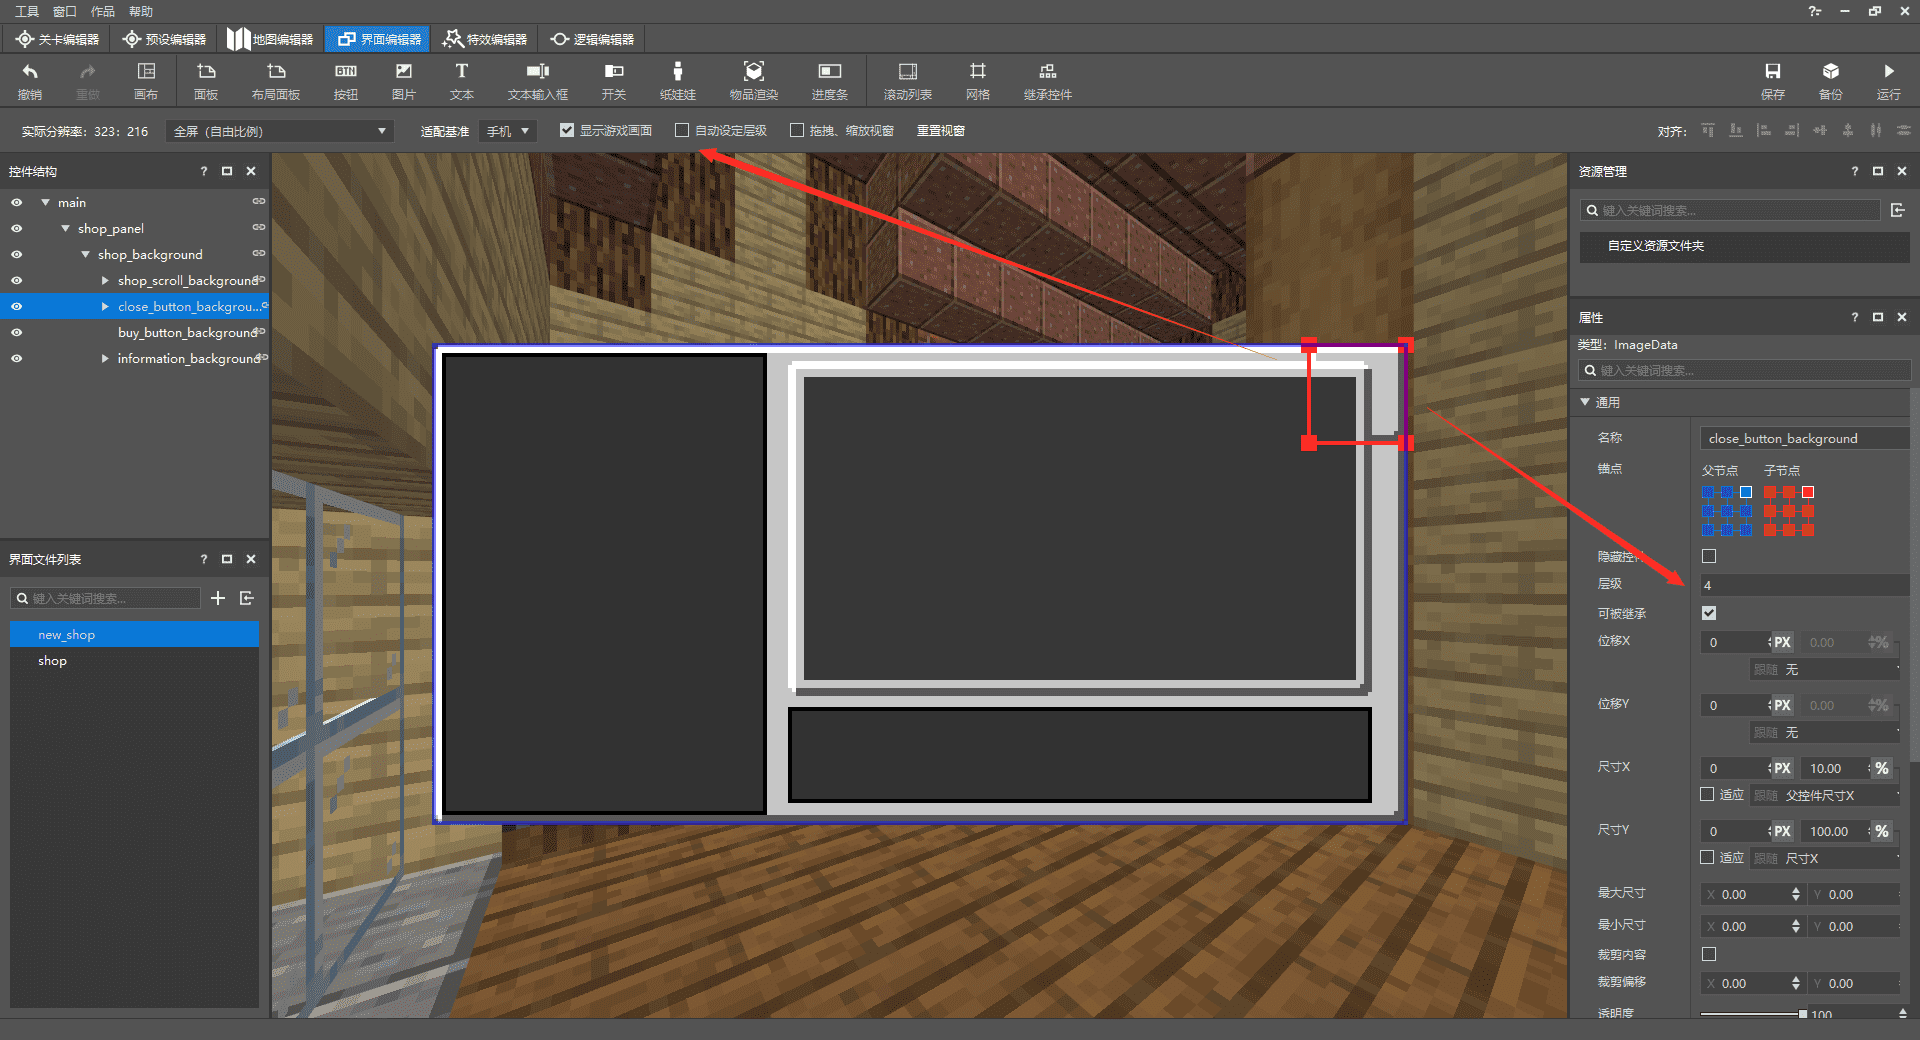 工具 窗口 作品 帮助
关卡编辑器 预设编辑器 地图编辑器 界面编辑器 特效编辑器 逻辑编辑器
BTN T
撤销 重做 画布 面板 布局面板 按钮 图片 文本 文本输入框 开关 纸娃娃 物品渲染 进度条 滚动列表 网格 继承控件 保存 备份 运行
实际分辨率：323：216 全屏（自由比例） 适配基准 手机 显示游戏画面 自动设定层级 拖拽、缩放视窗 重置视窗 对齐：
控件结构 ?
main
shop_panel
shop_background
shop_scroll_background
close_button_backgrou...
buy_button_background
information_background
界面文件列表 ?
键入关键词搜索...
new_shop
shop
资源管理 ?
键入关键词搜索...
自定义资源文件夹
属性 ?
类型：ImageData
键入关键词搜索...
通用
名称 close_button_background
锚点 父节点 子节点
隐藏控件
层级 4
可被继承
位移X 0 PX 0.00 %
跟随 无
位移Y 0 PX 0.00 %
跟随 无
尺寸X 0 PX 10.00 %
适应 跟随 父控件尺寸X
尺寸Y 0 PX 100.00 %
适应 跟随 尺寸X
最大尺寸 X 0.00 Y 0.00
最小尺寸 X 0.00 Y 0.00
裁剪内容
裁剪偏移 X 0.00 Y 0.00
透明度 100